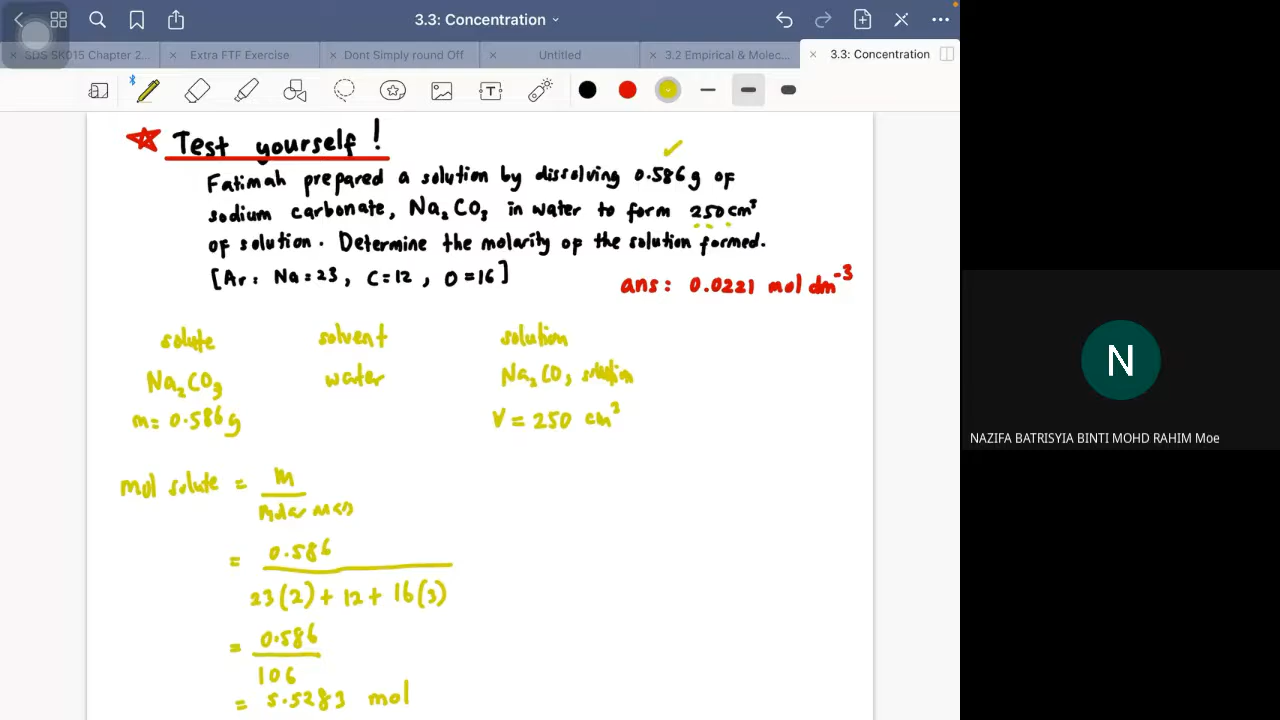 3.3: Concentration
SDS SK015 Chapter 2...
Extra FTF Exercise
Dont Simply round Off
Untitled
3.2 Empirical & Molec...
3.3: Concentration
Test yourself!
Fatimah prepared a solution by dissolving 0.586g of
sodium carbonate, Na₂CO₃ in water to form 250cm³
of solution. Determine the molarity of the solution formed.
[Ar: Na=23, C=12, O=16]
ans: 0.0221 mol dm⁻³
solute solvent solution
Na₂CO₃ water Na₂CO₃ solution
m=0.586g V=250 cm³
mol solute = m
molar mass
= 0.586
23(2)+12+16(3)
= 0.586
106
= 5.5283 mol
N
NAZIFA BATRISYIA BINTI MOHD RAHIM Moe